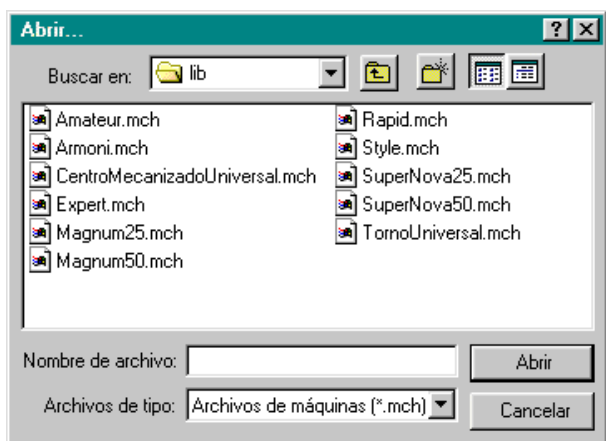 Abrir...
Buscar en: lib
Amateur.mch
Armoni.mch
CentroMecanizadoUniversal.mch
Expert.mch
Magnum25.mch
Magnum50.mch
Rapid.mch
Style.mch
SuperNova25.mch
SuperNova50.mch
TornoUniversal.mch
Nombre de archivo: Abrir
Archivos de tipo: Archivos de máquinas (*.mch) Cancelar